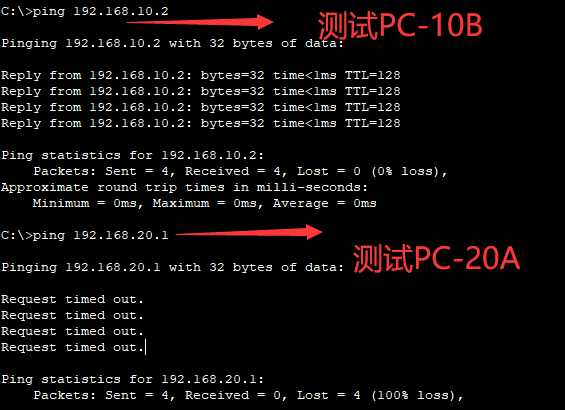 C:\>ping 192.168.10.2
测试PC-10B
Pinging 192.168.10.2 with 32 bytes of data:
Reply from 192.168.10.2: bytes=32 time<1ms TTL=128
Reply from 192.168.10.2: bytes=32 time<1ms TTL=128
Reply from 192.168.10.2: bytes=32 time<1ms TTL=128
Reply from 192.168.10.2: bytes=32 time<1ms TTL=128
Ping statistics for 192.168.10.2:
Packets: Sent = 4, Received = 4, Lost = 0 (0% loss),
Approximate round trip times in milli-seconds:
Minimum = 0ms, Maximum = 0ms, Average = 0ms
C:\>ping 192.168.20.1
测试PC-20A
Pinging 192.168.20.1 with 32 bytes of data:
Request timed out.
Request timed out.
Request timed out.
Request timed out.
Ping statistics for 192.168.20.1:
Packets: Sent = 4, Received = 0, Lost = 4 (100% loss),